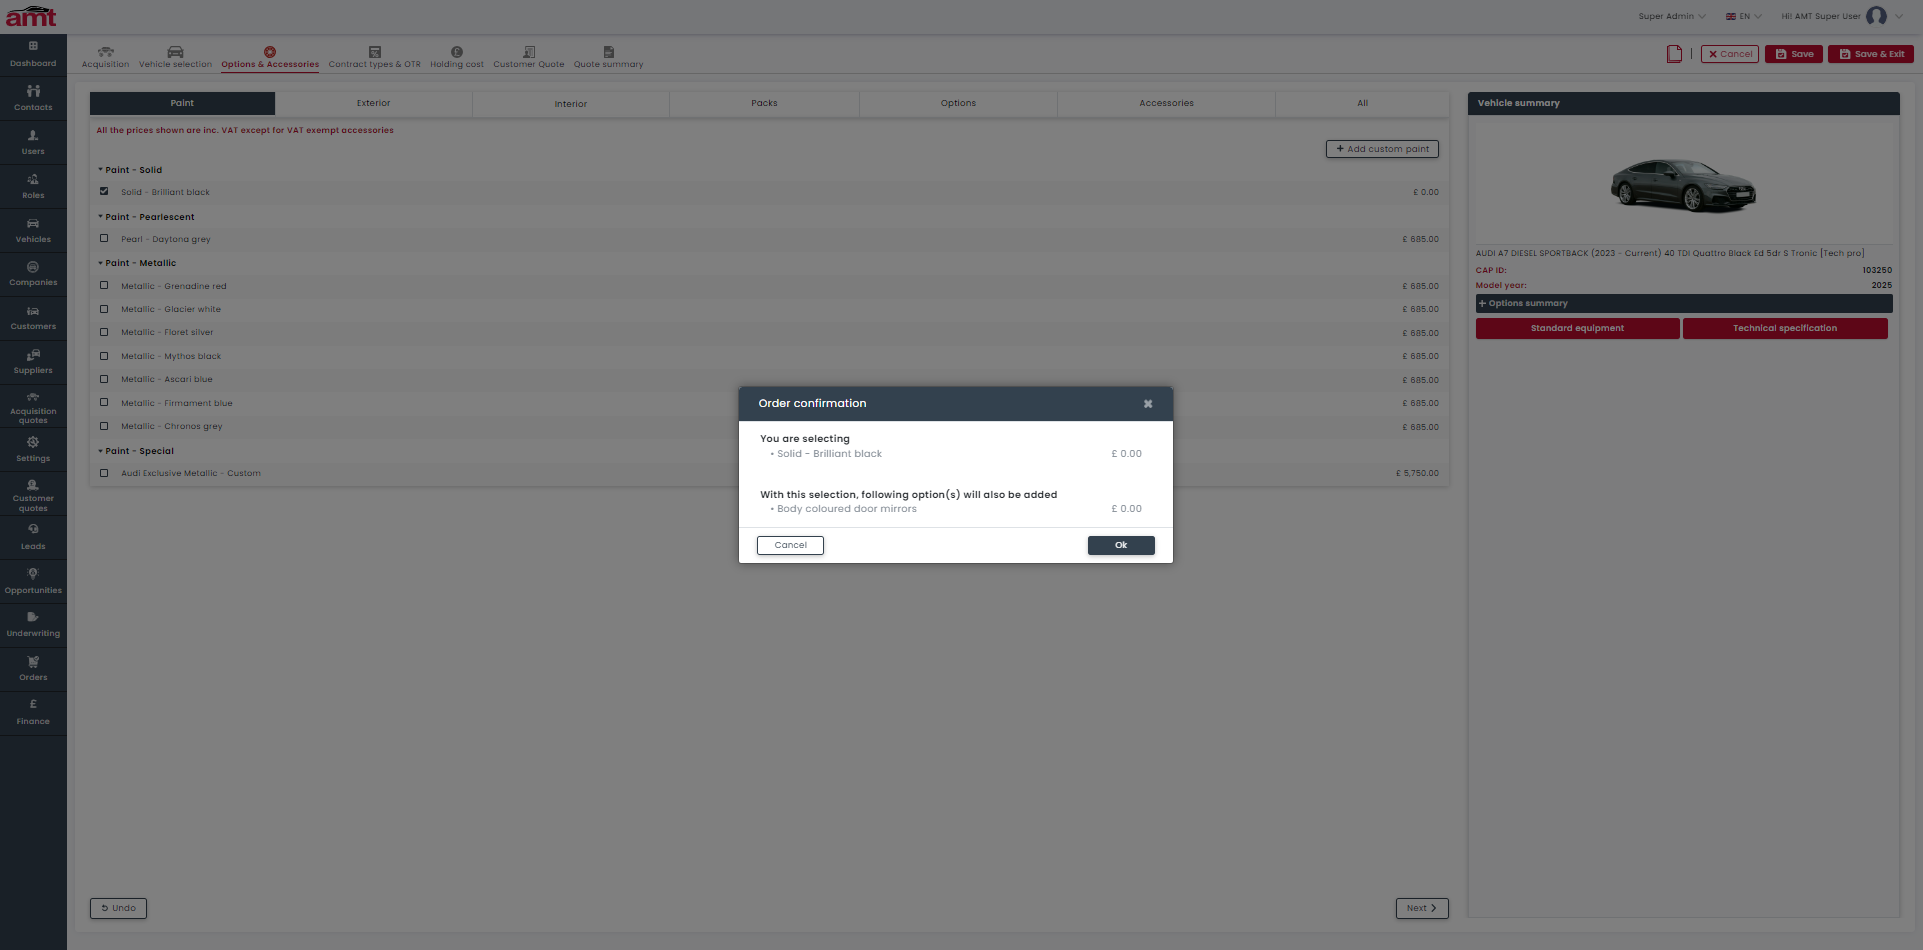 amt
Super Admin
EN
Hi! AMT Super User
Dashboard
Contacts
Users
Roles
Vehicles
Companies
Customers
Suppliers
Acquisition
quotes
Settings
Customer
quotes
Leads
Opportunities
Underwriting
Orders
Finance
Acquisition
Vehicle selection
Options & Accessories
Contract types & OTR
Holding cost
Customer Quote
Quote summary
Cancel
Save
Save & Exit
Paint
Exterior
Interior
Packs
Options
Accessories
All
All the prices shown are inc. VAT except for VAT exempt accessories
+ Add custom paint
Paint - Solid
Solid - Brilliant black £ 0.00
Paint - Pearlescent
Pearl - Daytona grey £ 685.00
Paint - Metallic
Metallic - Grenadine red £ 685.00
Metallic - Glacier white £ 685.00
Metallic - Floret silver £ 685.00
Metallic - Mythos black £ 685.00
Metallic - Ascari blue £ 685.00
Metallic - Firmament blue £ 685.00
Metallic - Chronos grey £ 685.00
Paint - Special
Audi Exclusive Metallic - Custom £ 5,750.00
Order confirmation
You are selecting
• Solid - Brilliant black £ 0.00
With this selection, following option(s) will also be added
• Body coloured door mirrors £ 0.00
Cancel
Ok
Undo
Next
Vehicle summary
AUDI A7 DIESEL SPORTBACK (2023 - Current) 40 TDI Quattro Black Ed 5dr S Tronic [Tech pro]
CAP ID: 103250
Model year: 2025
+ Options summary
Standard equipment
Technical specification